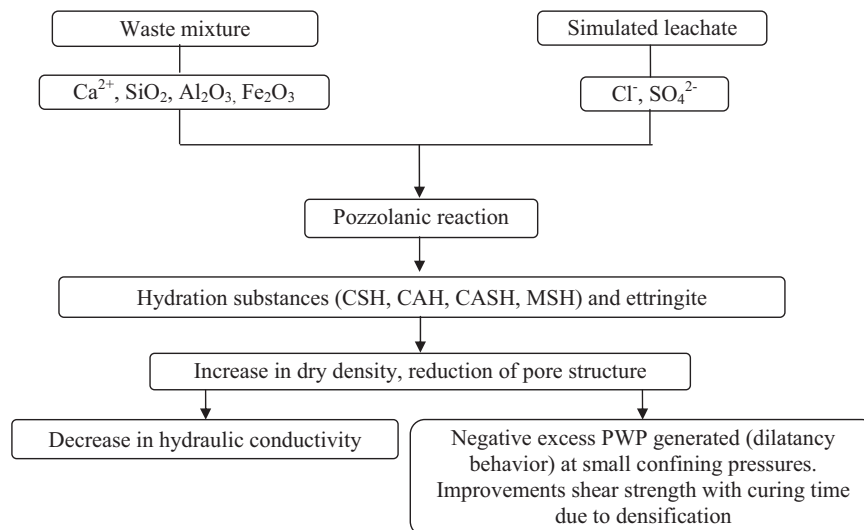 Waste mixture
Simulated leachate
Ca²⁺, SiO₂, Al₂O₃, Fe₂O₃
Cl⁻, SO₄²⁻
Pozzolanic reaction
Hydration substances (CSH, CAH, CASH, MSH) and ettringite
Increase in dry density, reduction of pore structure
Decrease in hydraulic conductivity
Negative excess PWP generated (dilatancy
behavior) at small confining pressures.
Improvements shear strength with curing time
due to densification